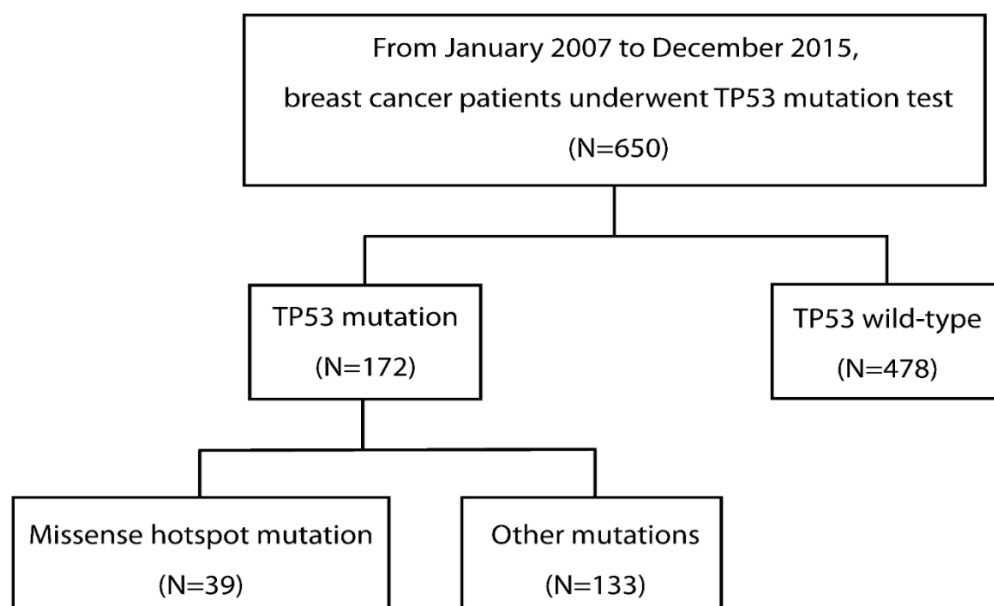 From January 2007 to December 2015,
breast cancer patients underwent TP53 mutation test
(N=650)
TP53 mutation
(N=172)
TP53 wild-type
(N=478)
Missense hotspot mutation
(N=39)
Other mutations
(N=133)